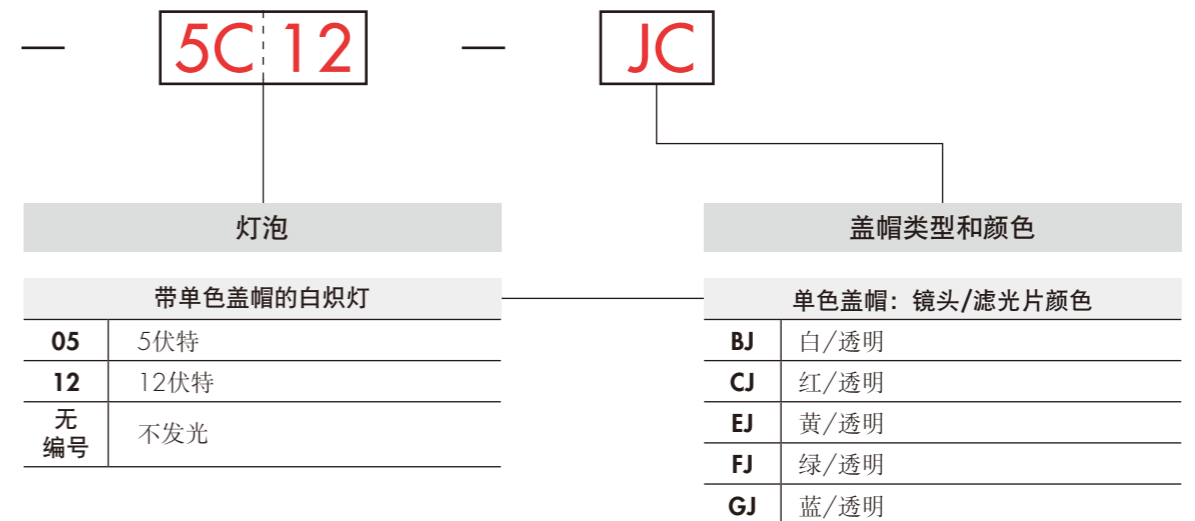 — 5C 12 — JC
灯泡
盖帽类型和颜色
带单色盖帽的白炽灯
05 5伏特
12 12伏特
无
编号 不发光
单色盖帽：镜头/滤光片颜色
BJ 白/透明
CJ 红/透明
EJ 黄/透明
FJ 绿/透明
GJ 蓝/透明